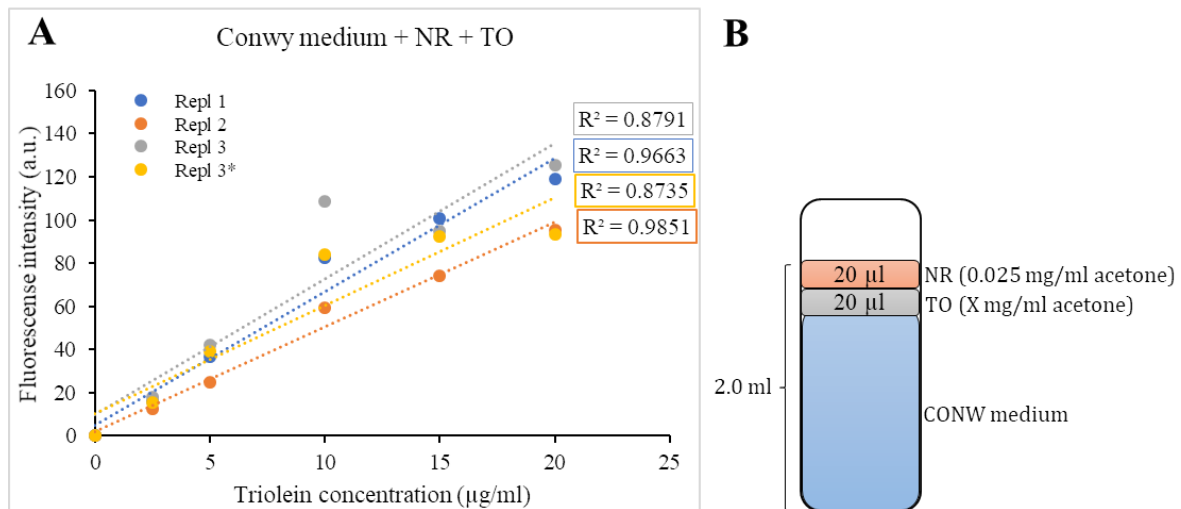 A
Conwy medium + NR + TO
160
140
120
100
80
60
40
20
0
Fluorescense intensity (a.u.)
Repl 1
Repl 2
Repl 3
Repl 3*
R² = 0.8791
R² = 0.9663
R² = 0.8735
R² = 0.9851
0 5 10 15 20 25
Triolein concentration (µg/ml)
B
20 µl NR (0.025 mg/ml acetone)
20 µl TO (X mg/ml acetone)
2.0 ml
CONW medium